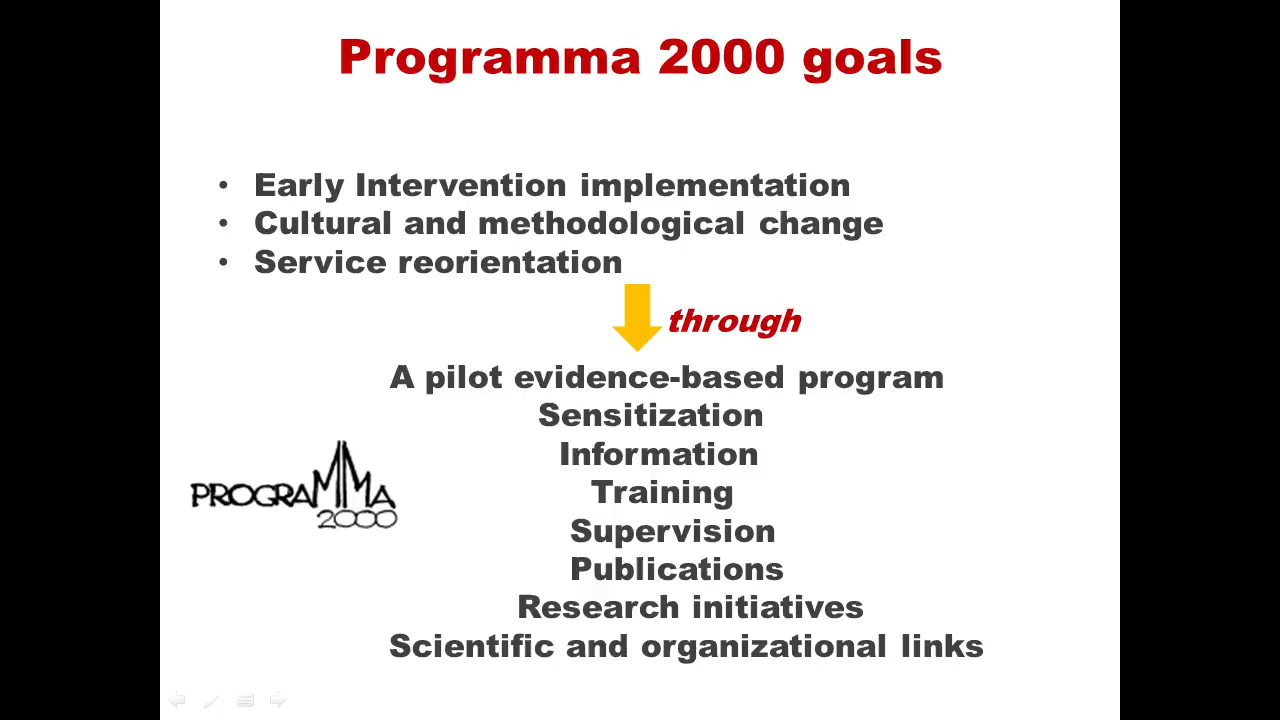 Programma 2000 goals
• Early Intervention implementation
• Cultural and methodological change
• Service reorientation
through
A pilot evidence-based program
Sensitization
Information
Training
Supervision
Publications
Research initiatives
Scientific and organizational links
PROGRAMMA
2000